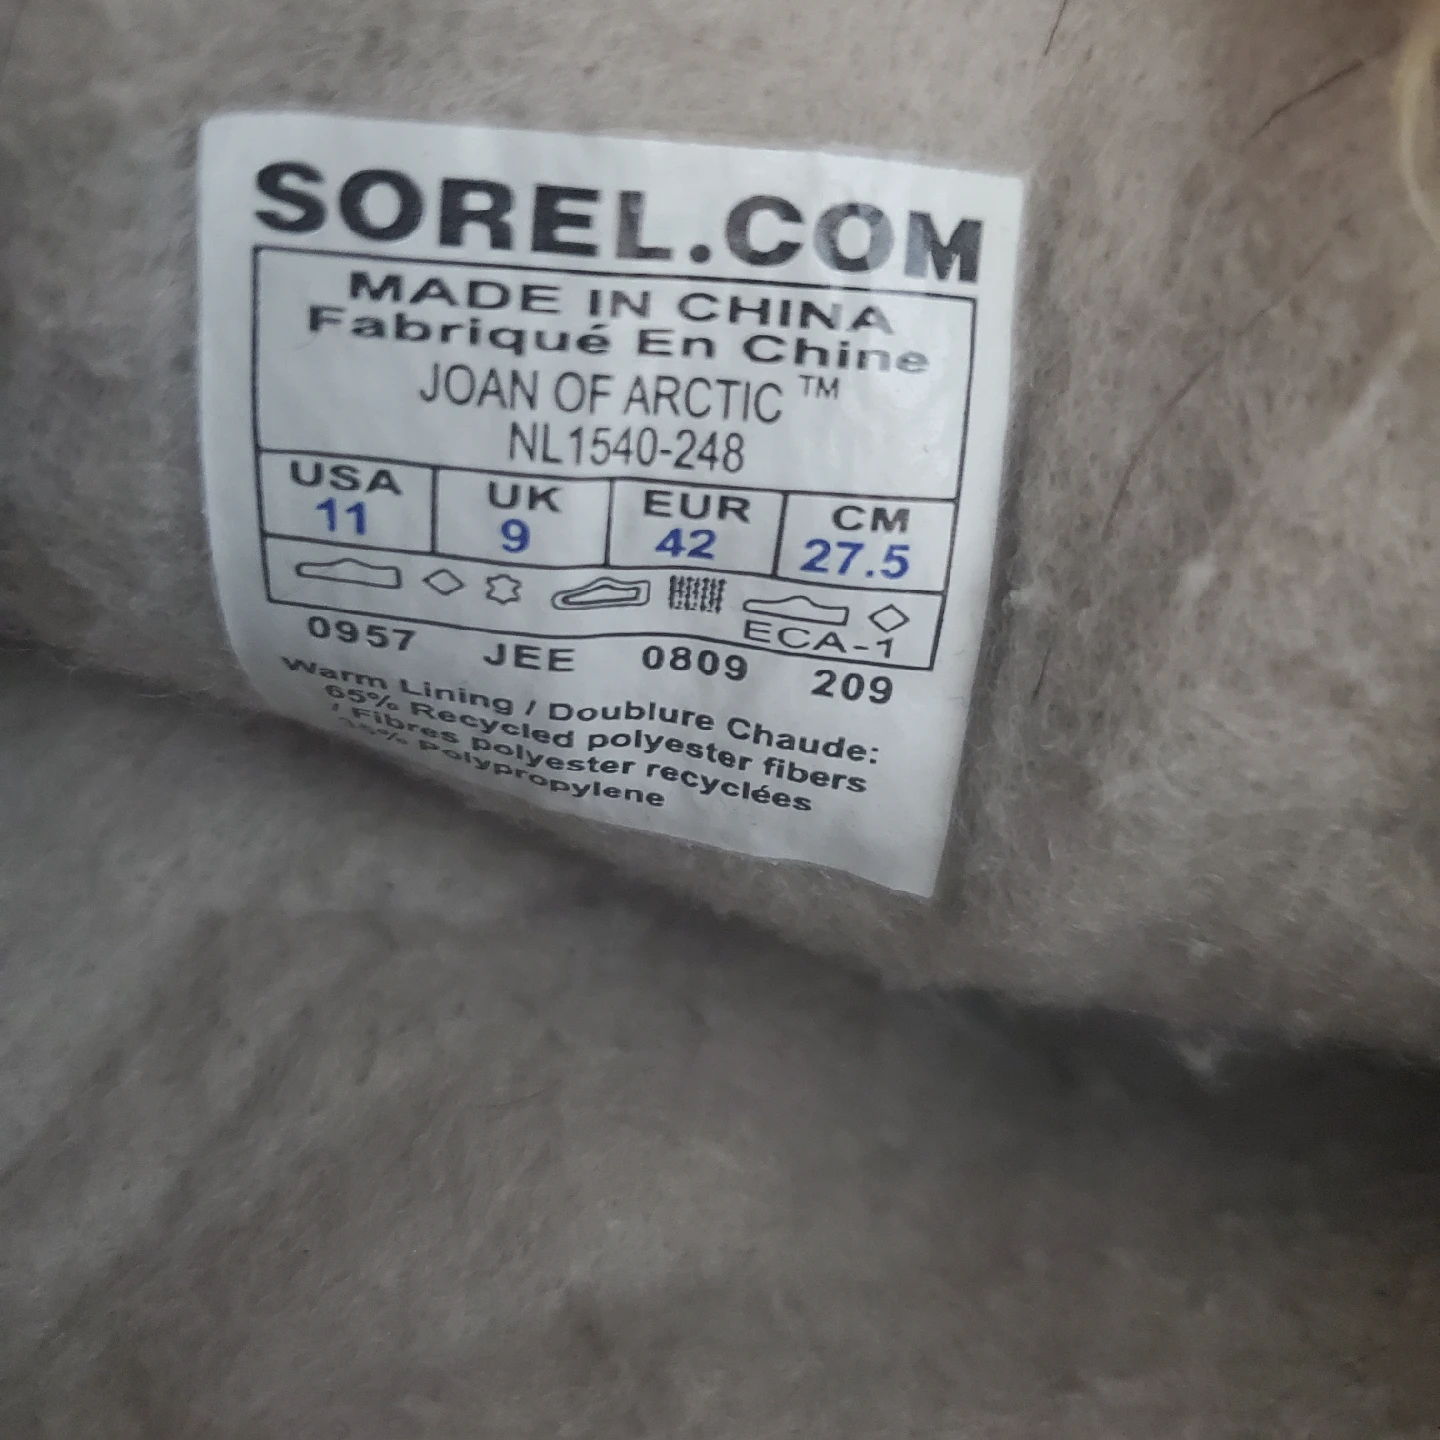 SOREL.COM
MADE IN CHINA
Fabriqué En Chine
JOAN OF ARCTIC ™
NL1540-248
USA UK EUR CM
11 9 42 27.5
ECA-1
0957 JEE 0809 209
Warm Lining / Doublure Chaude:
65% Recycled polyester fibers
/ Fibres polyester recyclées
35% Polypropylene